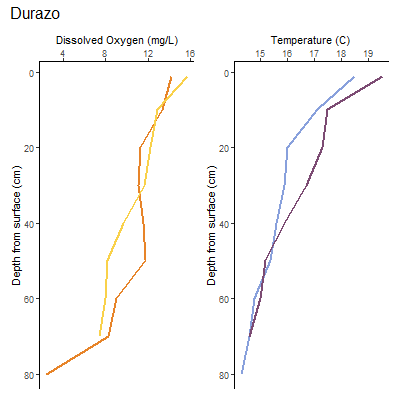 Durazo
Dissolved Oxygen (mg/L)
4 8 12 16
0
20
40
60
80
Depth from surface (cm)
Temperature (C)
15 16 17 18 19
0
20
40
60
80
Depth from surface (cm)